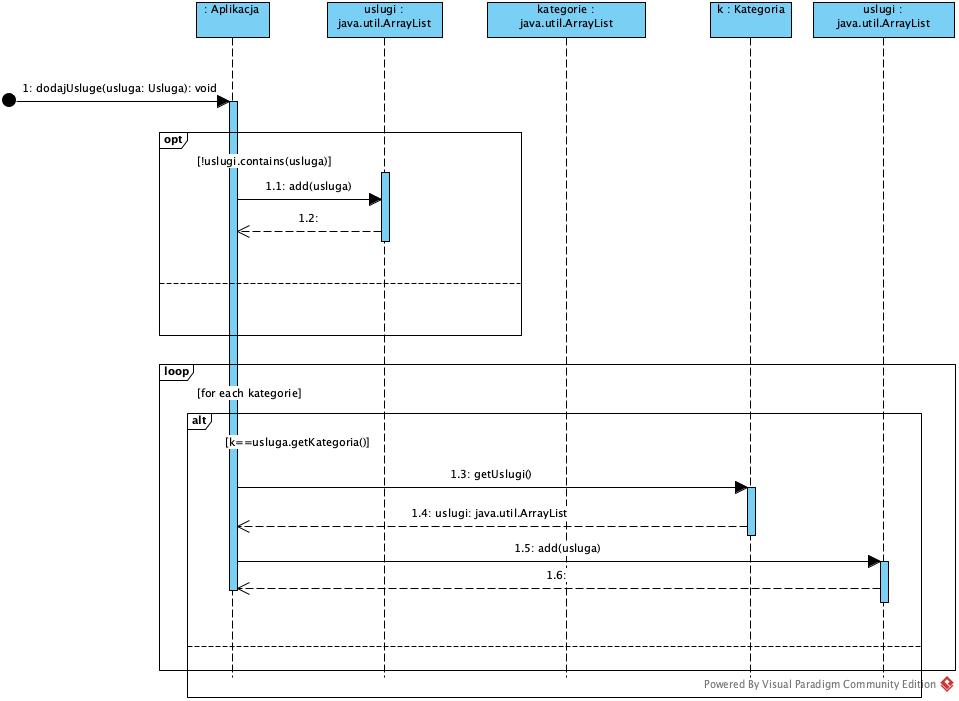 : Aplikacja
uslugi :
java.util.ArrayList
kategorie :
java.util.ArrayList
k : Kategoria
uslugi :
java.util.ArrayList
1: dodajUsluge(usluga: Usluga): void
opt
[!uslugi.contains(usluga)]
1.1: add(usluga)
1.2:
loop
[for each kategorie]
alt
[k==usluga.getKategoria()]
1.3: getUslugi()
1.4: uslugi: java.util.ArrayList
1.5: add(usluga)
1.6:
Powered By Visual Paradigm Community Edition